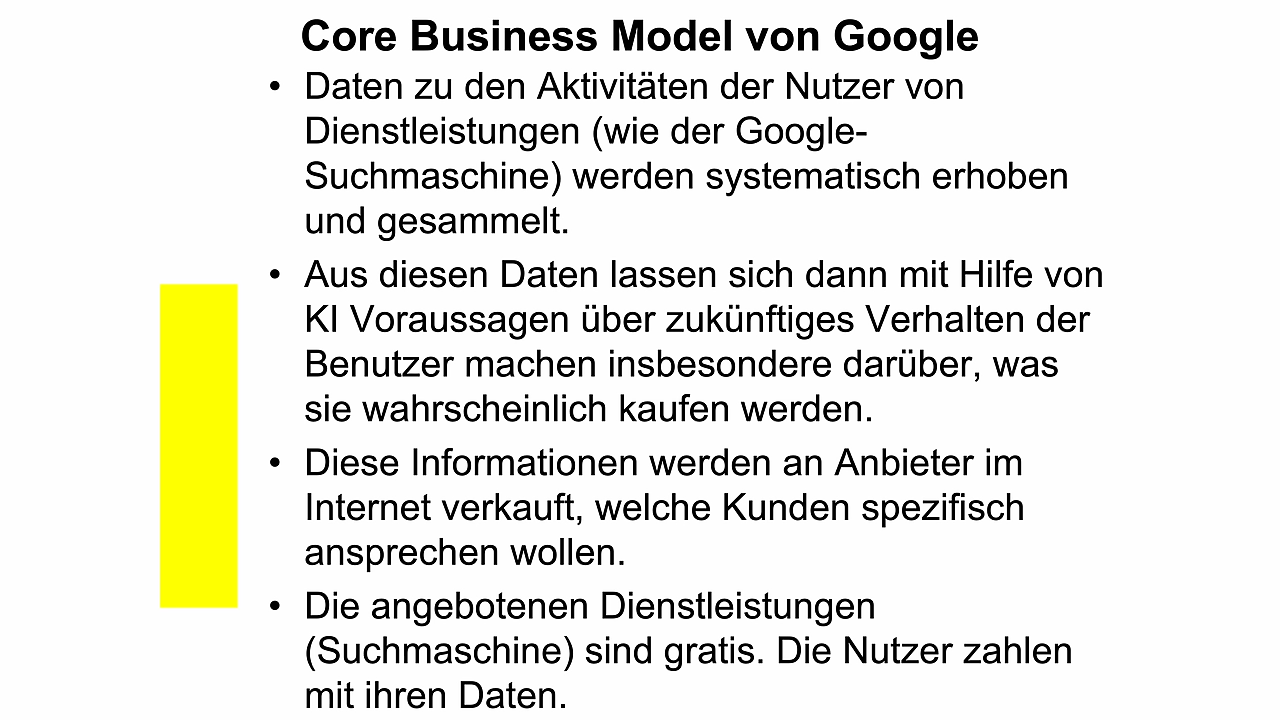 Core Business Model von Google
• Daten zu den Aktivitäten der Nutzer von
Dienstleistungen (wie der Google-
Suchmaschine) werden systematisch erhoben
und gesammelt.
• Aus diesen Daten lassen sich dann mit Hilfe von
KI Voraussagen über zukünftiges Verhalten der
Benutzer machen insbesondere darüber, was
sie wahrscheinlich kaufen werden.
• Diese Informationen werden an Anbieter im
Internet verkauft, welche Kunden spezifisch
ansprechen wollen.
• Die angebotenen Dienstleistungen
(Suchmaschine) sind gratis. Die Nutzer zahlen
mit ihren Daten.